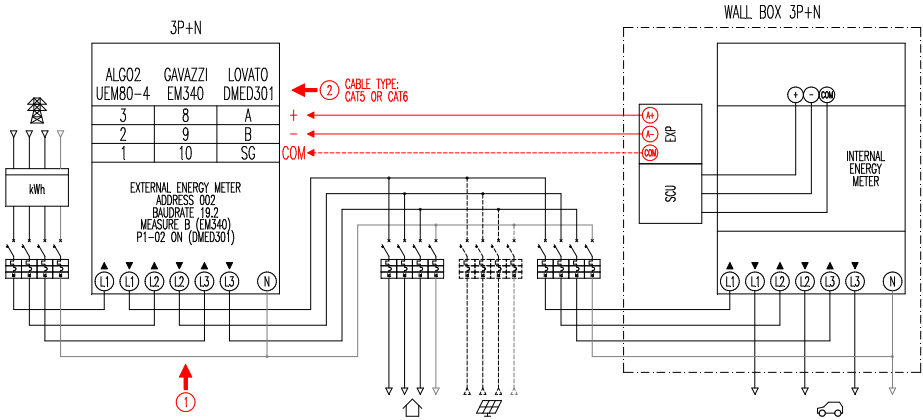 WALL BOX 3P+N
3P+N
ALGO2 GAVAZZI LOVATO
UEM80-4 EM340 DMED301
3 8 A
2 9 B
1 10 SG
+
-
COM
2 CABLE TYPE:
CAT5 OR CAT6
A+
A-
COM
EXP
SCU
+ - COM
INTERNAL
ENERGY
METER
kWh
EXTERNAL ENERGY METER
ADDRESS 002
BAUDRATE 19.2
MEASURE B (EM340)
P1-02 ON (DMED301)
L1 L1 L2 L2 L3 L3 N
L1 L1 L2 L2 L3 L3 N
1